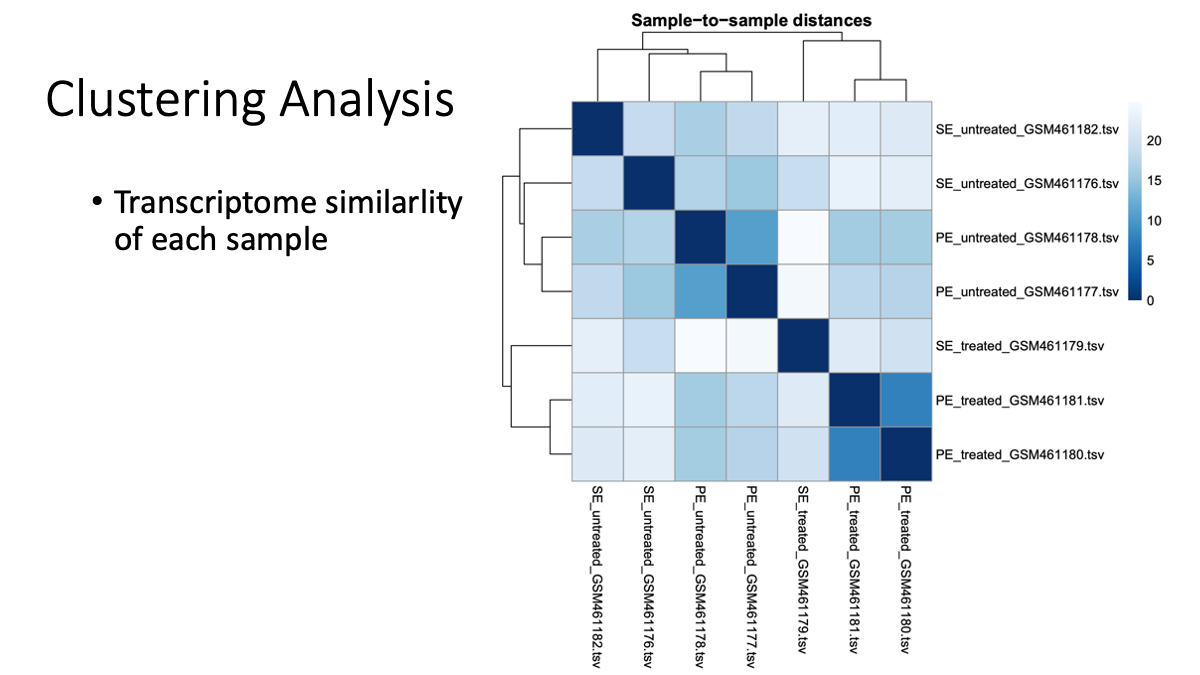 Clustering Analysis
• Transcriptome similarlity
of each sample
Sample−to−sample distances
SE_untreated_GSM461182.tsv
SE_untreated_GSM461176.tsv
PE_untreated_GSM461178.tsv
PE_untreated_GSM461177.tsv
SE_treated_GSM461179.tsv
PE_treated_GSM461181.tsv
PE_treated_GSM461180.tsv
20
15
10
5
0
SE_untreated_GSM461182.tsv
SE_untreated_GSM461176.tsv
PE_untreated_GSM461178.tsv
PE_untreated_GSM461177.tsv
SE_treated_GSM461179.tsv
PE_treated_GSM461181.tsv
PE_treated_GSM461180.tsv